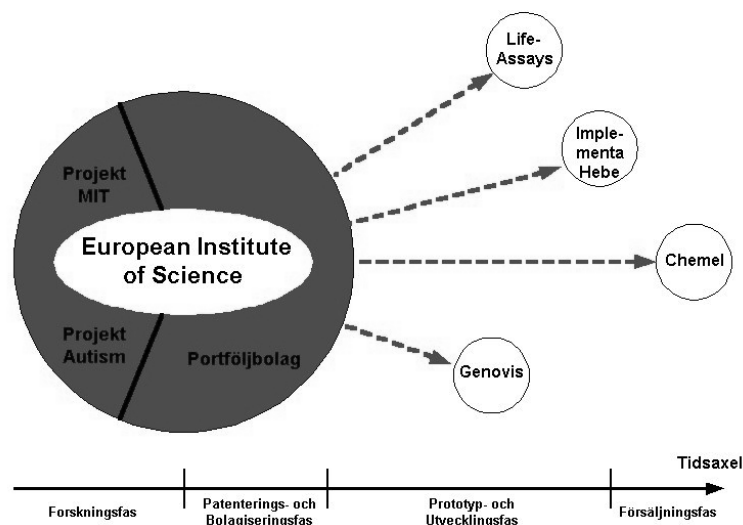 Life-
Assays
Imple-
menta
Hebe
Projekt
MIT
European Institute
of Science
Chemel
Projekt
Autism
Portföljbolag
Genovis
Tidsaxel
Forskningsfas
Patenterings- och
Bolagiseringsfas
Prototyp- och
Utvecklingsfas
Försäljningsfas